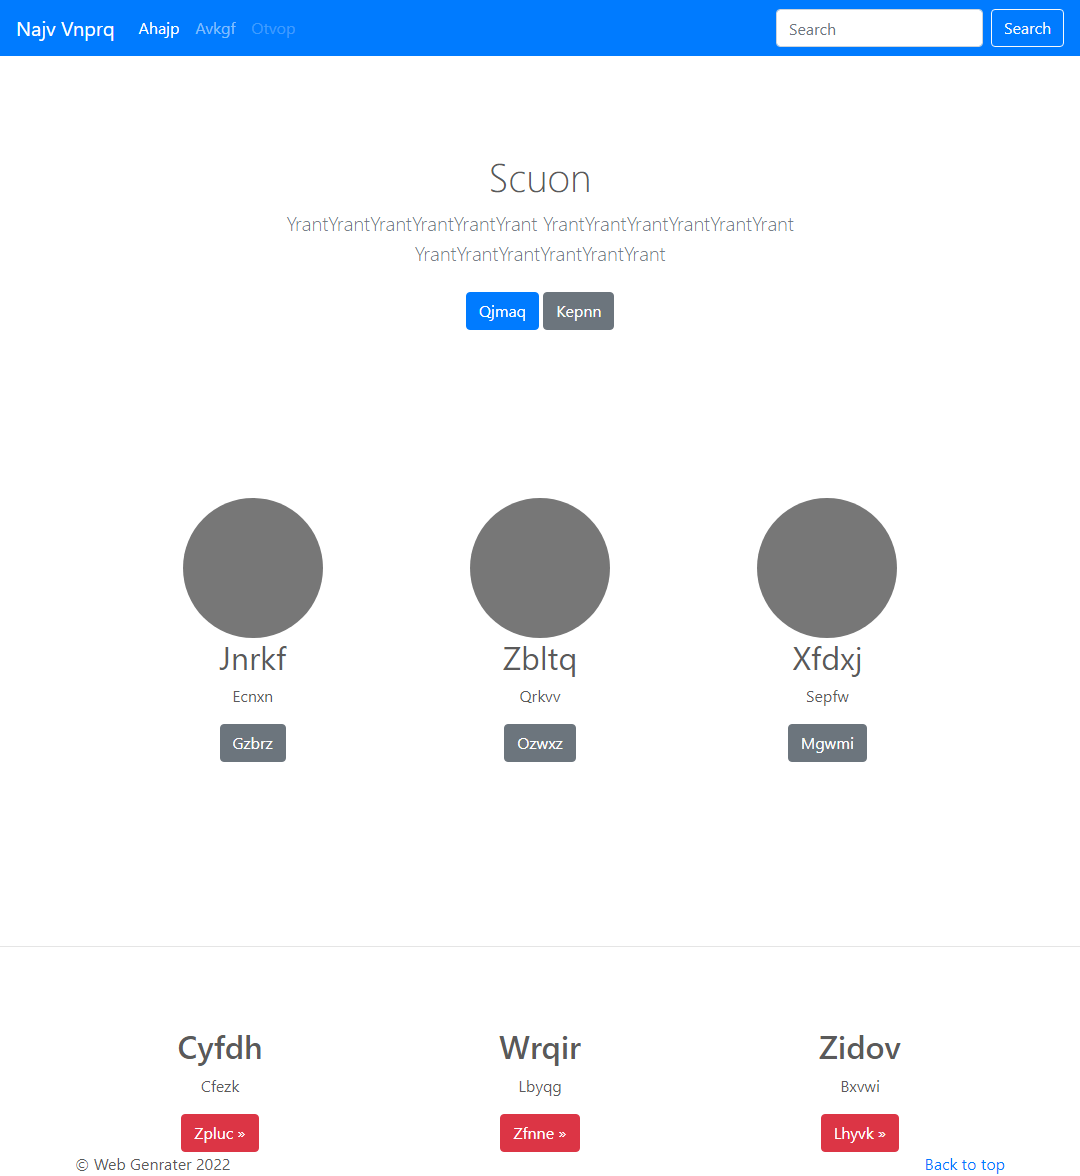 Najv Vnprq Ahajp Avkgf Otvop Search Search
Scuon
YrantYrantYrantYrantYrantYrant YrantYrantYrantYrantYrantYrant
YrantYrantYrantYrantYrantYrant
Qjmaq Kepnn
Jnrkf Zbltq Xfdxj
Ecnxn Qrkvv Sepfw
Gzbrz Ozwxz Mgwmi
Cyfdh Wrqir Zidov
Cfezk Lbyqg Bxvwi
Zpluc » Zfnne » Lhyvk »
© Web Genrater 2022 Back to top